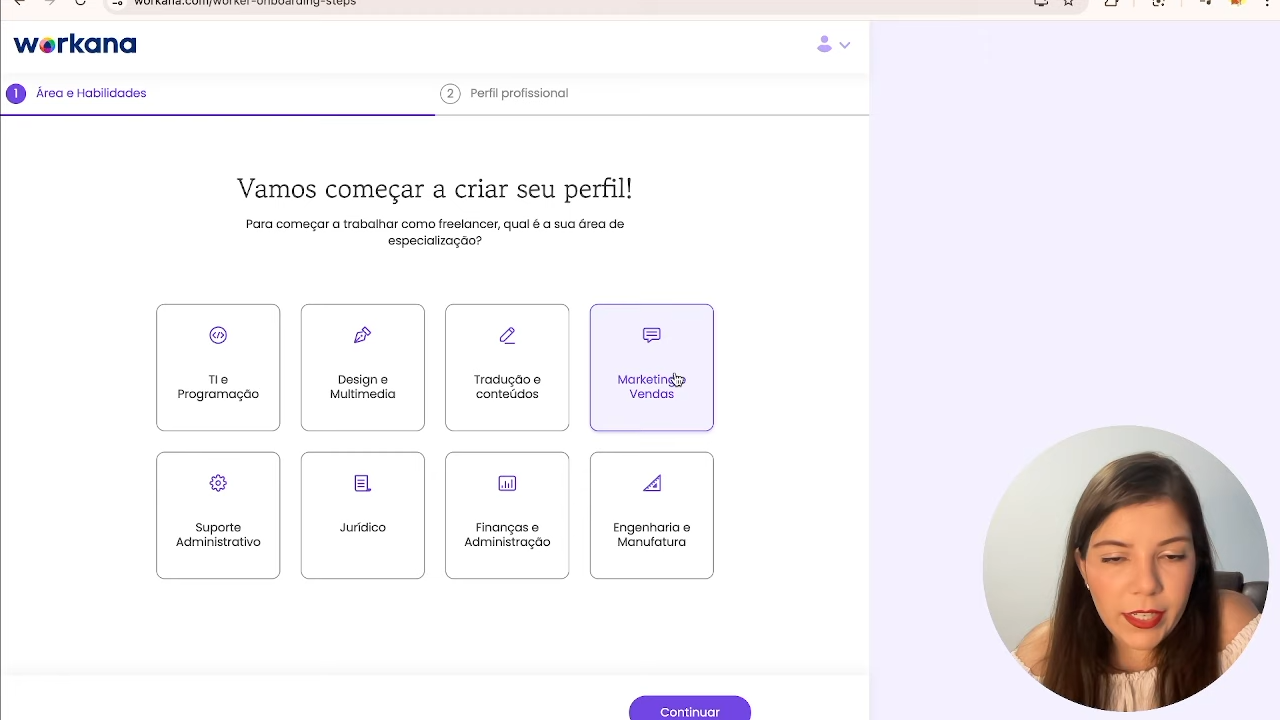 workana.com/worker-onboarding-steps
workana
1 Área e Habilidades
2 Perfil profissional
Vamos começar a criar seu perfil!
Para começar a trabalhar como freelancer, qual é a sua área de
especialização?
TI e
Programação
Design e
Multimedia
Tradução e
conteúdos
Marketing e
Vendas
Suporte
Administrativo
Jurídico
Finanças e
Administração
Engenharia e
Manufatura
Continuar